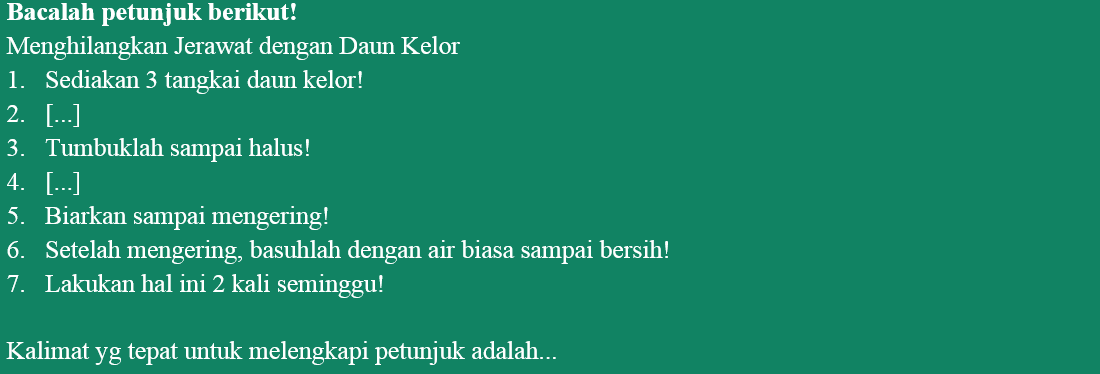 Bacalah petunjuk berikut!
Menghilangkan Jerawat dengan Daun Kelor
1. Sediakan 3 tangkai daun kelor!
2. [...]
3. Tumbuklah sampai halus!
4. [...]
5. Biarkan sampai mengering!
6. Setelah mengering, basuhlah dengan air biasa sampai bersih!
7. Lakukan hal ini 2 kali seminggu!
Kalimat yg tepat untuk melengkapi petunjuk adalah...